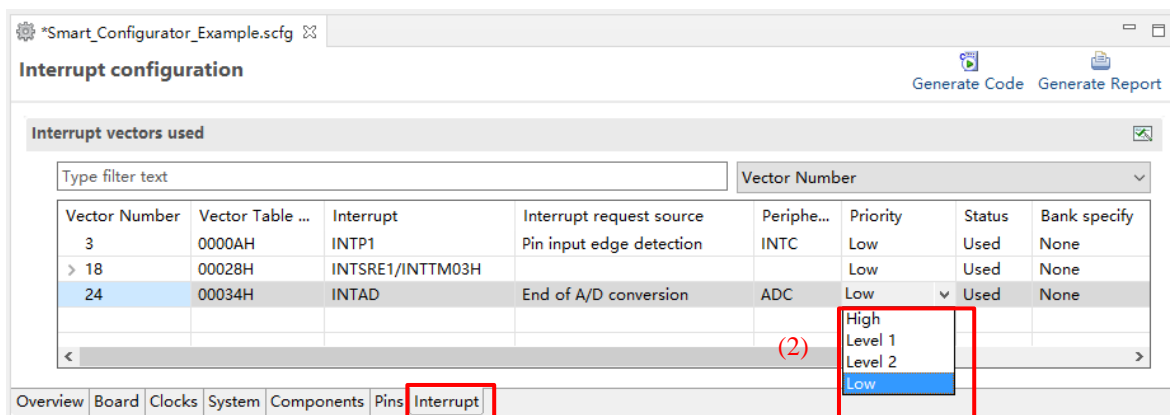 *Smart_Configurator_Example.scfg
Interrupt configuration
Generate Code Generate Report
Interrupt vectors used
Type filter text Vector Number
Vector Number Vector Table ... Interrupt Interrupt request source Periphe... Priority Status Bank specify
3 0000AH INTP1 Pin input edge detection INTC Low Used None
> 18 00028H INTSRE1/INTTM03H Low Used None
24 00034H INTAD End of A/D conversion ADC Low Used None
High
Level 1
(2)
Level 2
Low
Overview Board Clocks System Components Pins Interrupt